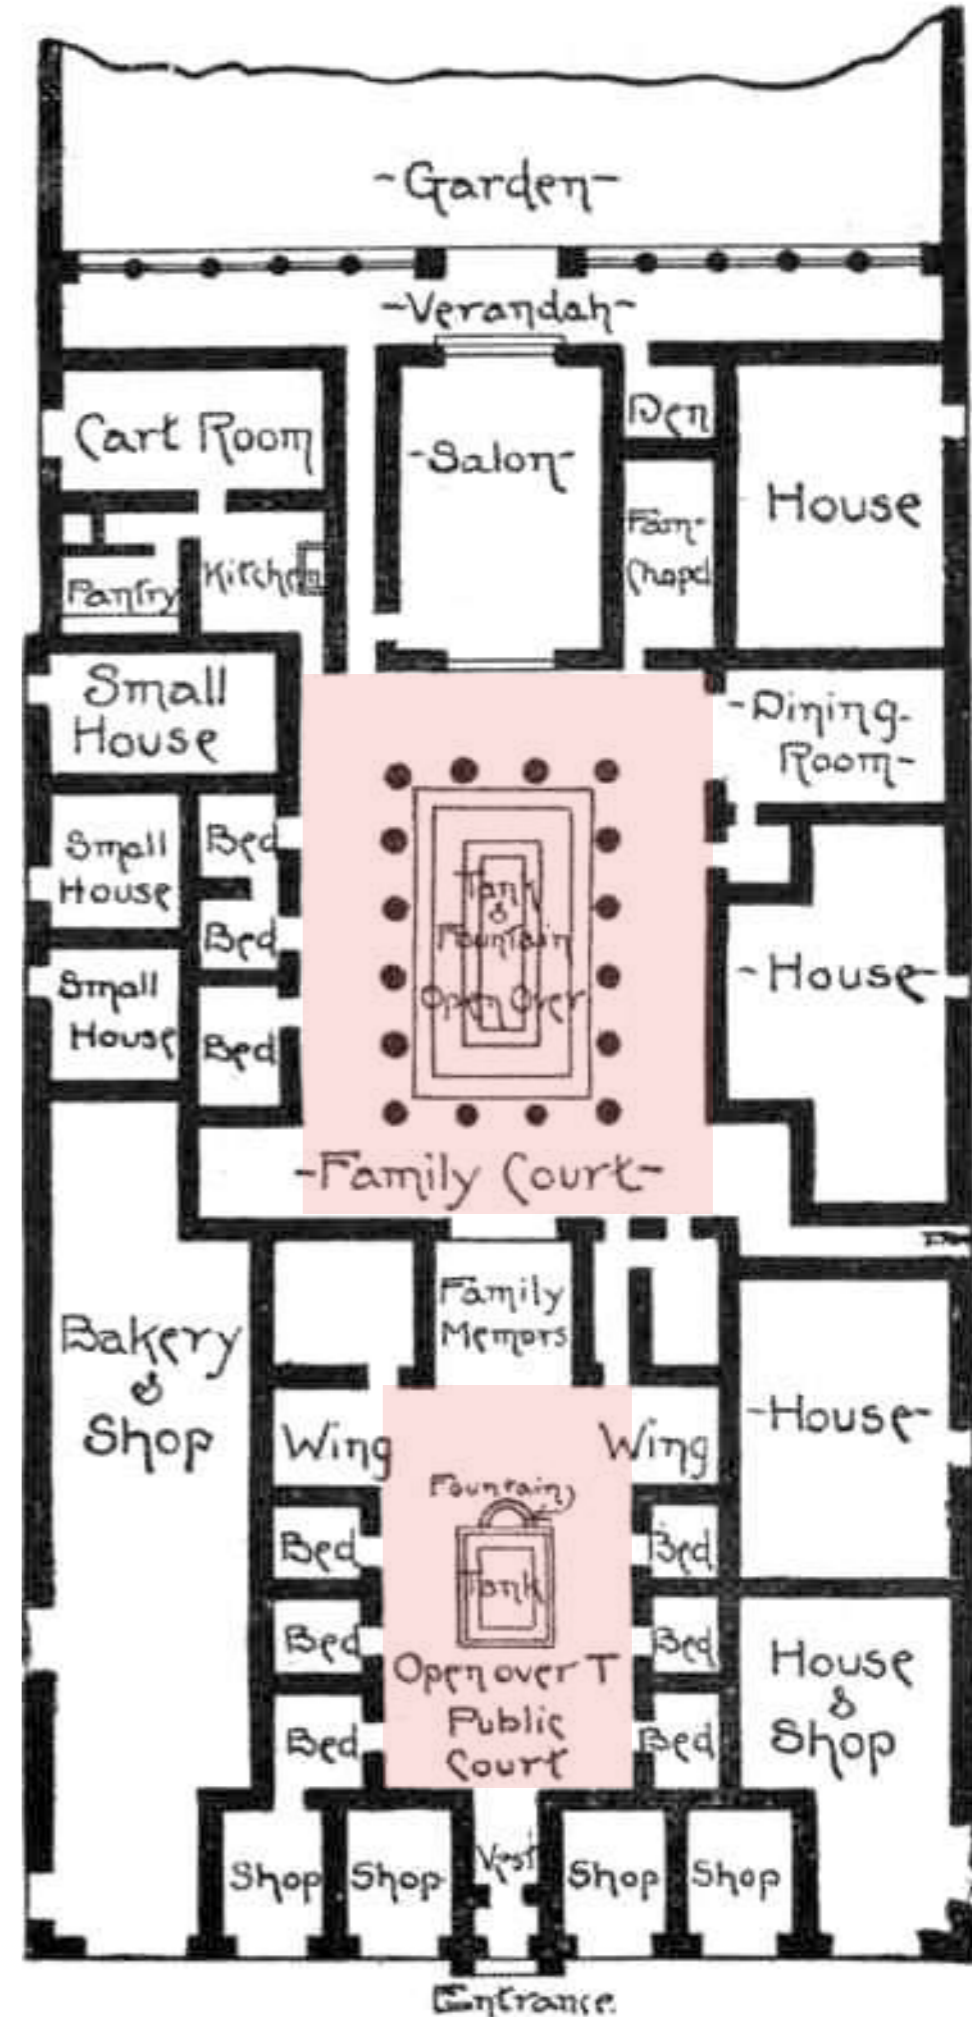 -Garden-
-Verandah-
Cart Room
-Salon-
Den
House
Fam-
Chapel
Pantry
Kitchen
Small
House
-Dining-
Room-
Small
House
Bed
Bed
Tank
&
Fountain
Open Over
Small
House
Bed
-House-
-Family Court-
Family
Memors
Bakery
&
Shop
Wing
Wing
-House-
Fountain
Bed
Tank
Bed
Bed
Bed
Open over T
Public
Court
Bed
Bed
House
&
Shop
Shop
Shop
Vest
Shop
Shop
Entrance.